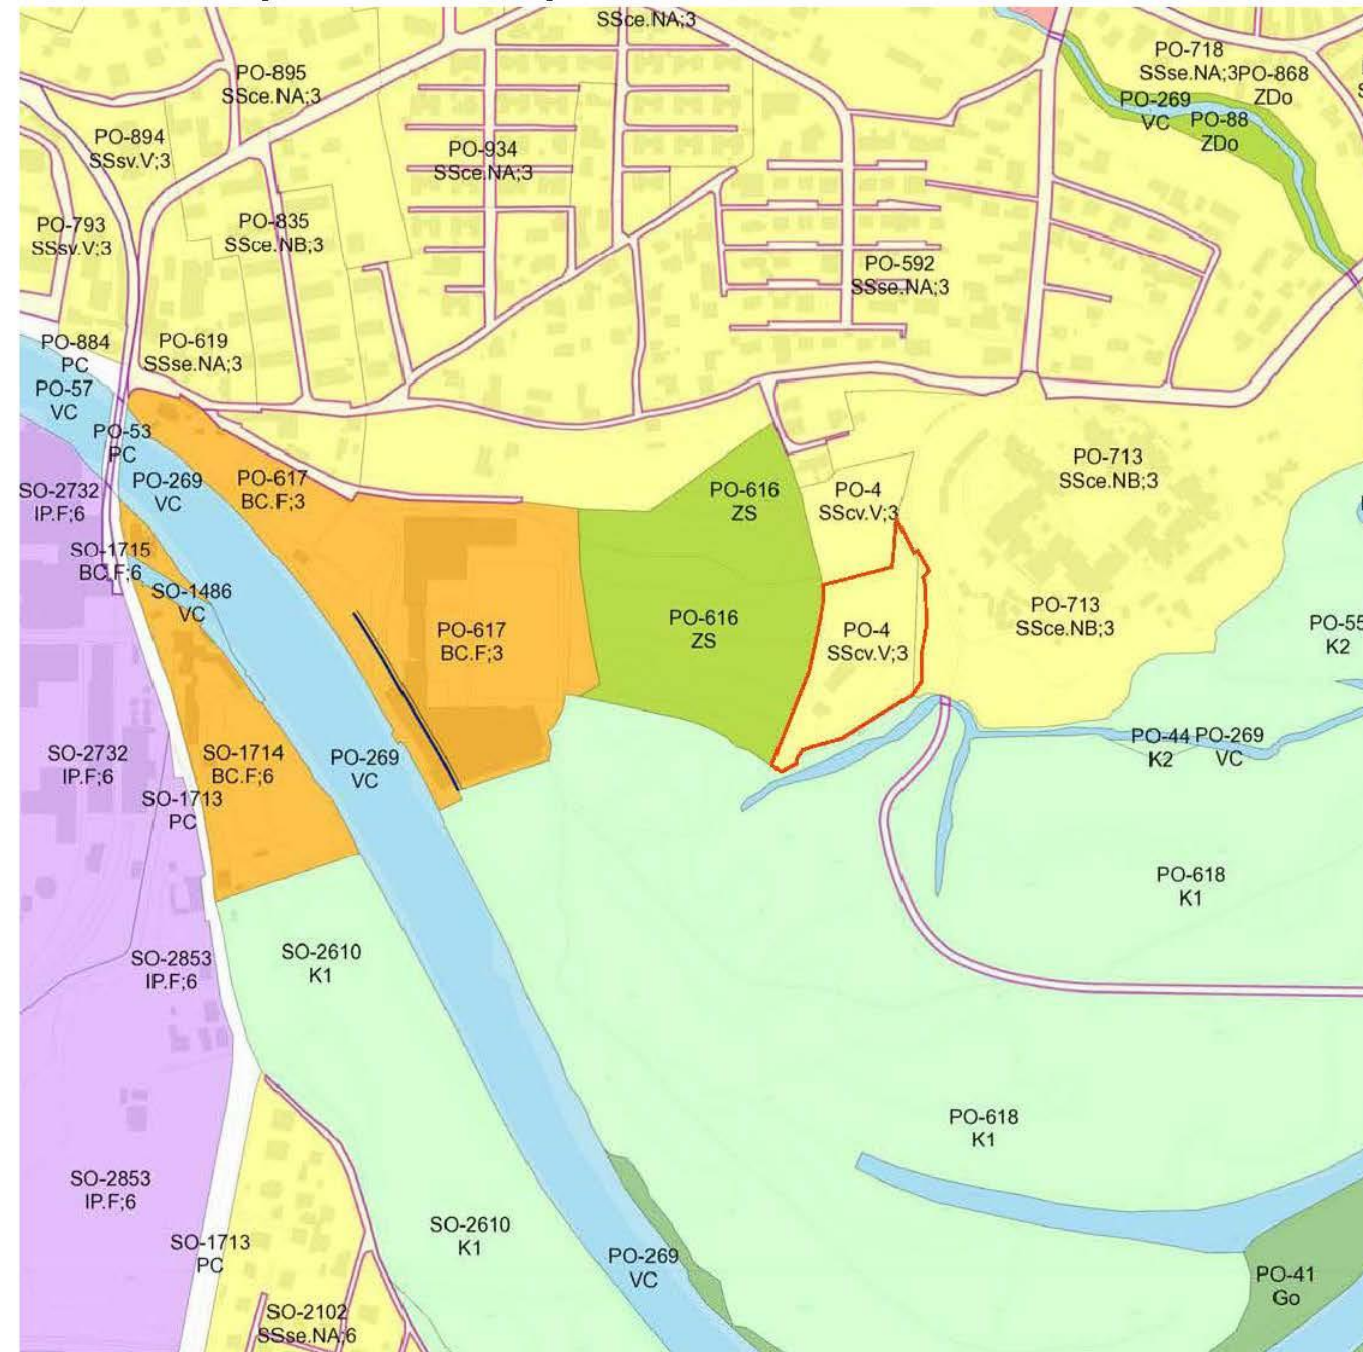 SSce.NA;3
PO-718
SSse.NA;3
PO-868
ZDo
PO-895
SSce.NA;3
PO-269
VC
PO-88
ZDo
PO-894
SSsv.V;3
PO-934
SSce.NA;3
PO-793
SSsv.V;3
PO-835
SSce.NB;3
PO-592
SSse.NA;3
PO-884
PC
PO-619
SSse.NA;3
PO-57
VC
PO-53
PC
PO-713
SSce.NB;3
SO-2732
IP.F;6
PO-269
VC
PO-617
BC.F;3
PO-616
ZS
PO-4
SScv.V;3
SO-1715
BC.F;6
SO-1486
VC
PO-617
BC.F;3
PO-616
ZS
PO-4
SScv.V;3
PO-713
SSce.NB;3
PO-55
K2
SO-2732
IP.F;6
SO-1714
BC.F;6
PO-269
VC
PO-44
K2
PO-269
VC
SO-1713
PC
PO-618
K1
SO-2853
IP.F;6
SO-2610
K1
PO-618
K1
SO-2853
IP.F;6
SO-1713
PC
SO-2610
K1
PO-269
VC
PO-41
Go
SO-2102
SSse.NA;6